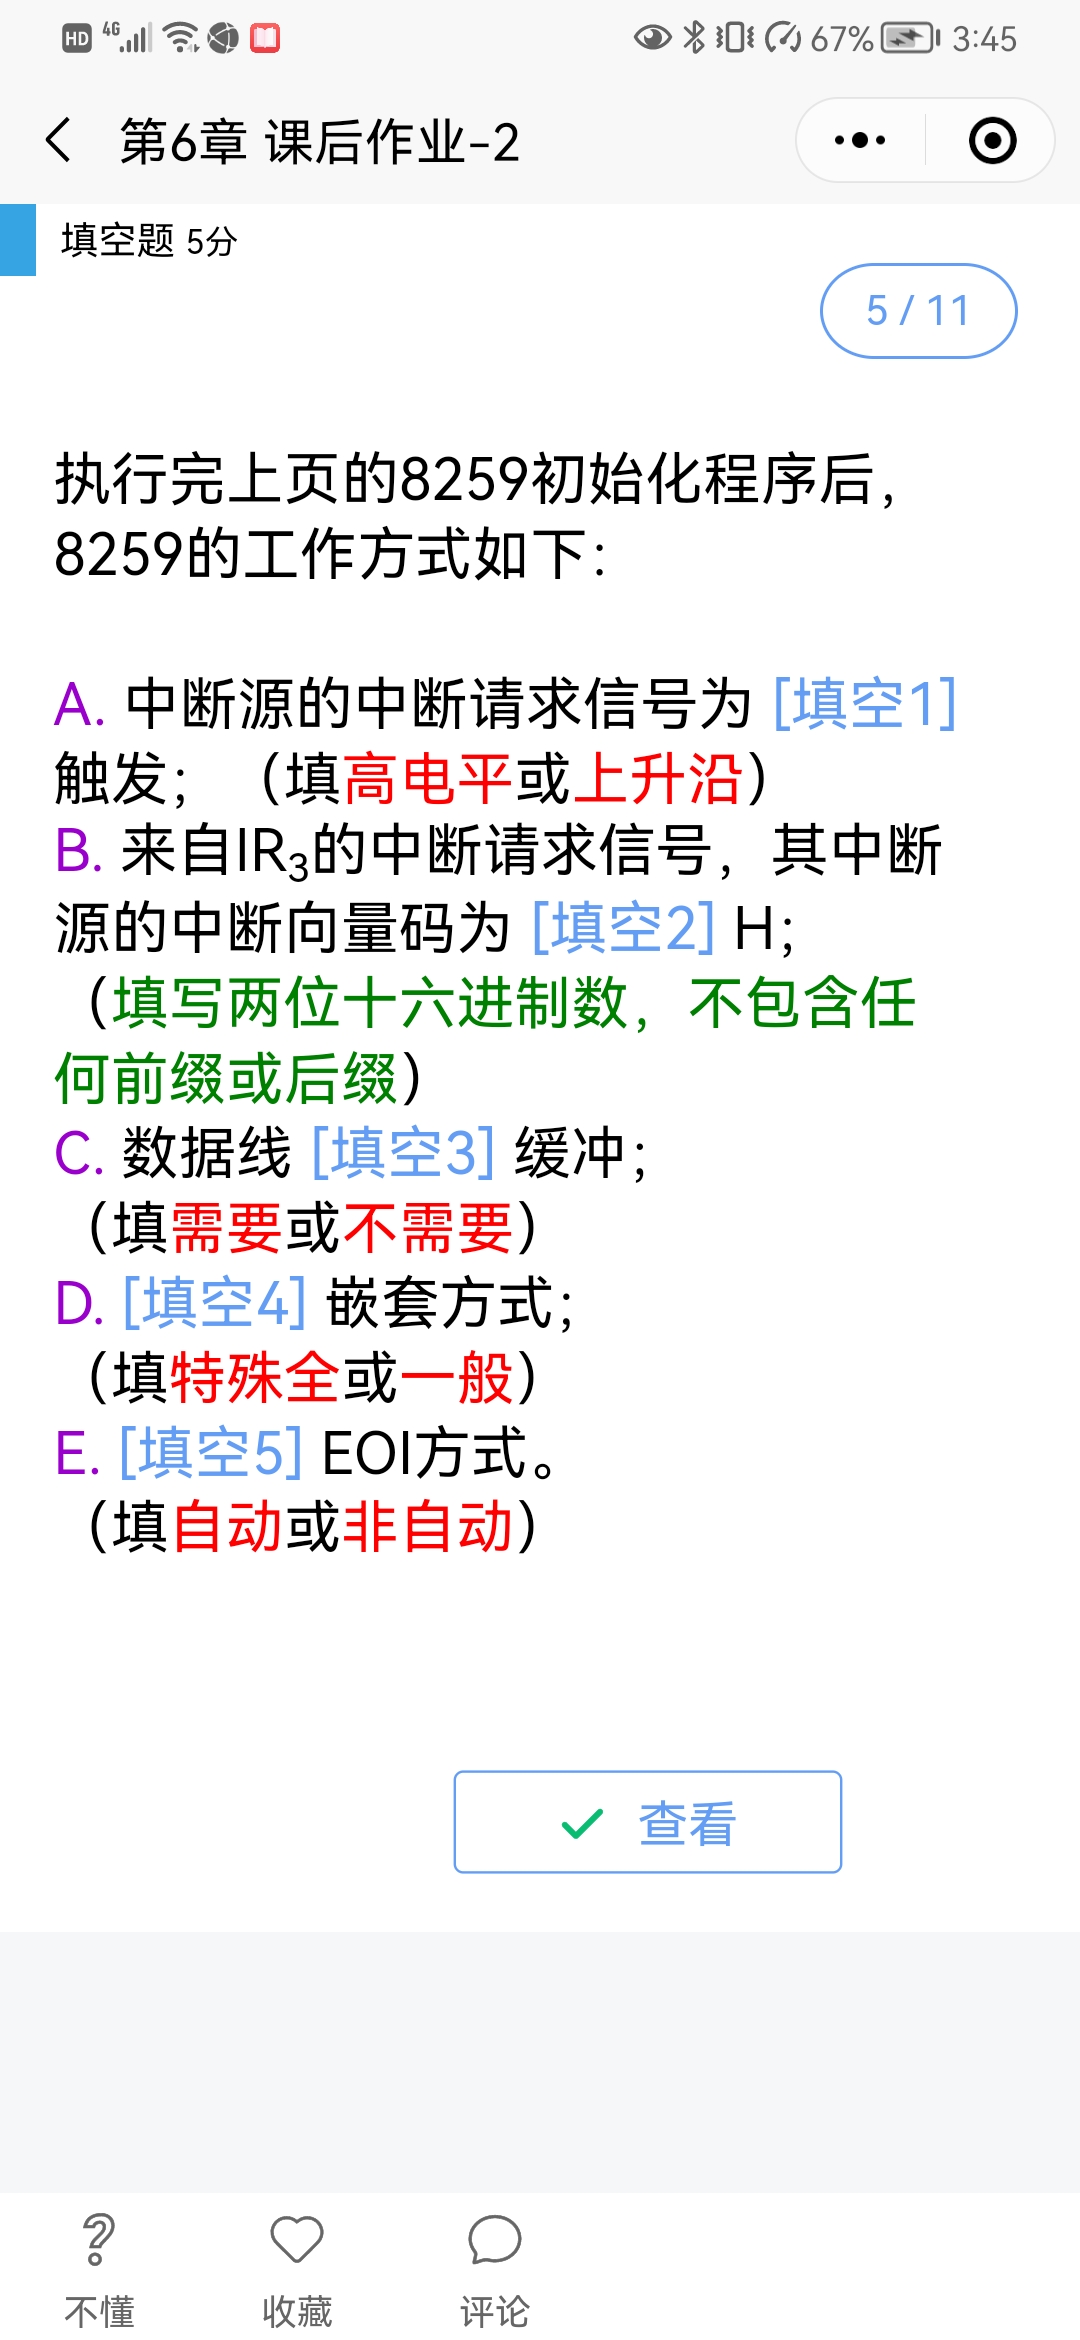 HD 4G 67% 3:45
第6章 课后作业-2
填空题 5分
5 / 11
执行完上页的8259初始化程序后，
8259的工作方式如下：
A. 中断源的中断请求信号为 [填空1]
触发； （填高电平或上升沿）
B. 来自IR₃的中断请求信号，其中断
源的中断向量码为 [填空2] H；
（填写两位十六进制数，不包含任
何前缀或后缀）
C. 数据线 [填空3] 缓冲；
（填需要或不需要）
D. [填空4] 嵌套方式；
（填特殊全或一般）
E. [填空5] EOI方式。
（填自动或非自动）
查看
不懂 收藏 评论